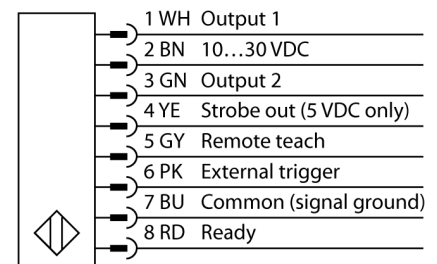 1 WH Output 1
2 BN 10...30 VDC
3 GN Output 2
4 YE Strobe out (5 VDC only)
5 GY Remote teach
6 PK External trigger
7 BU Common (signal ground)
8 RD Ready